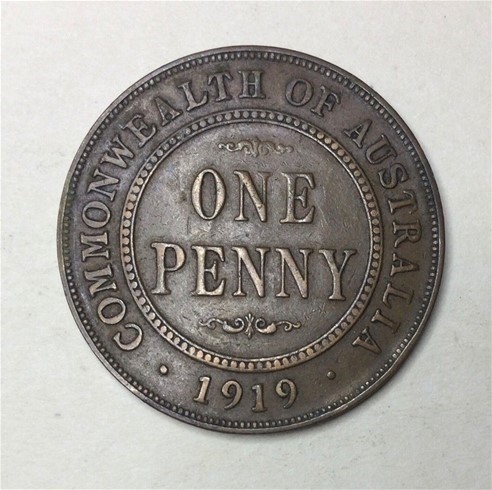 COMMONWEALTH OF AUSTRALIA
ONE
PENNY
· 1919 ·